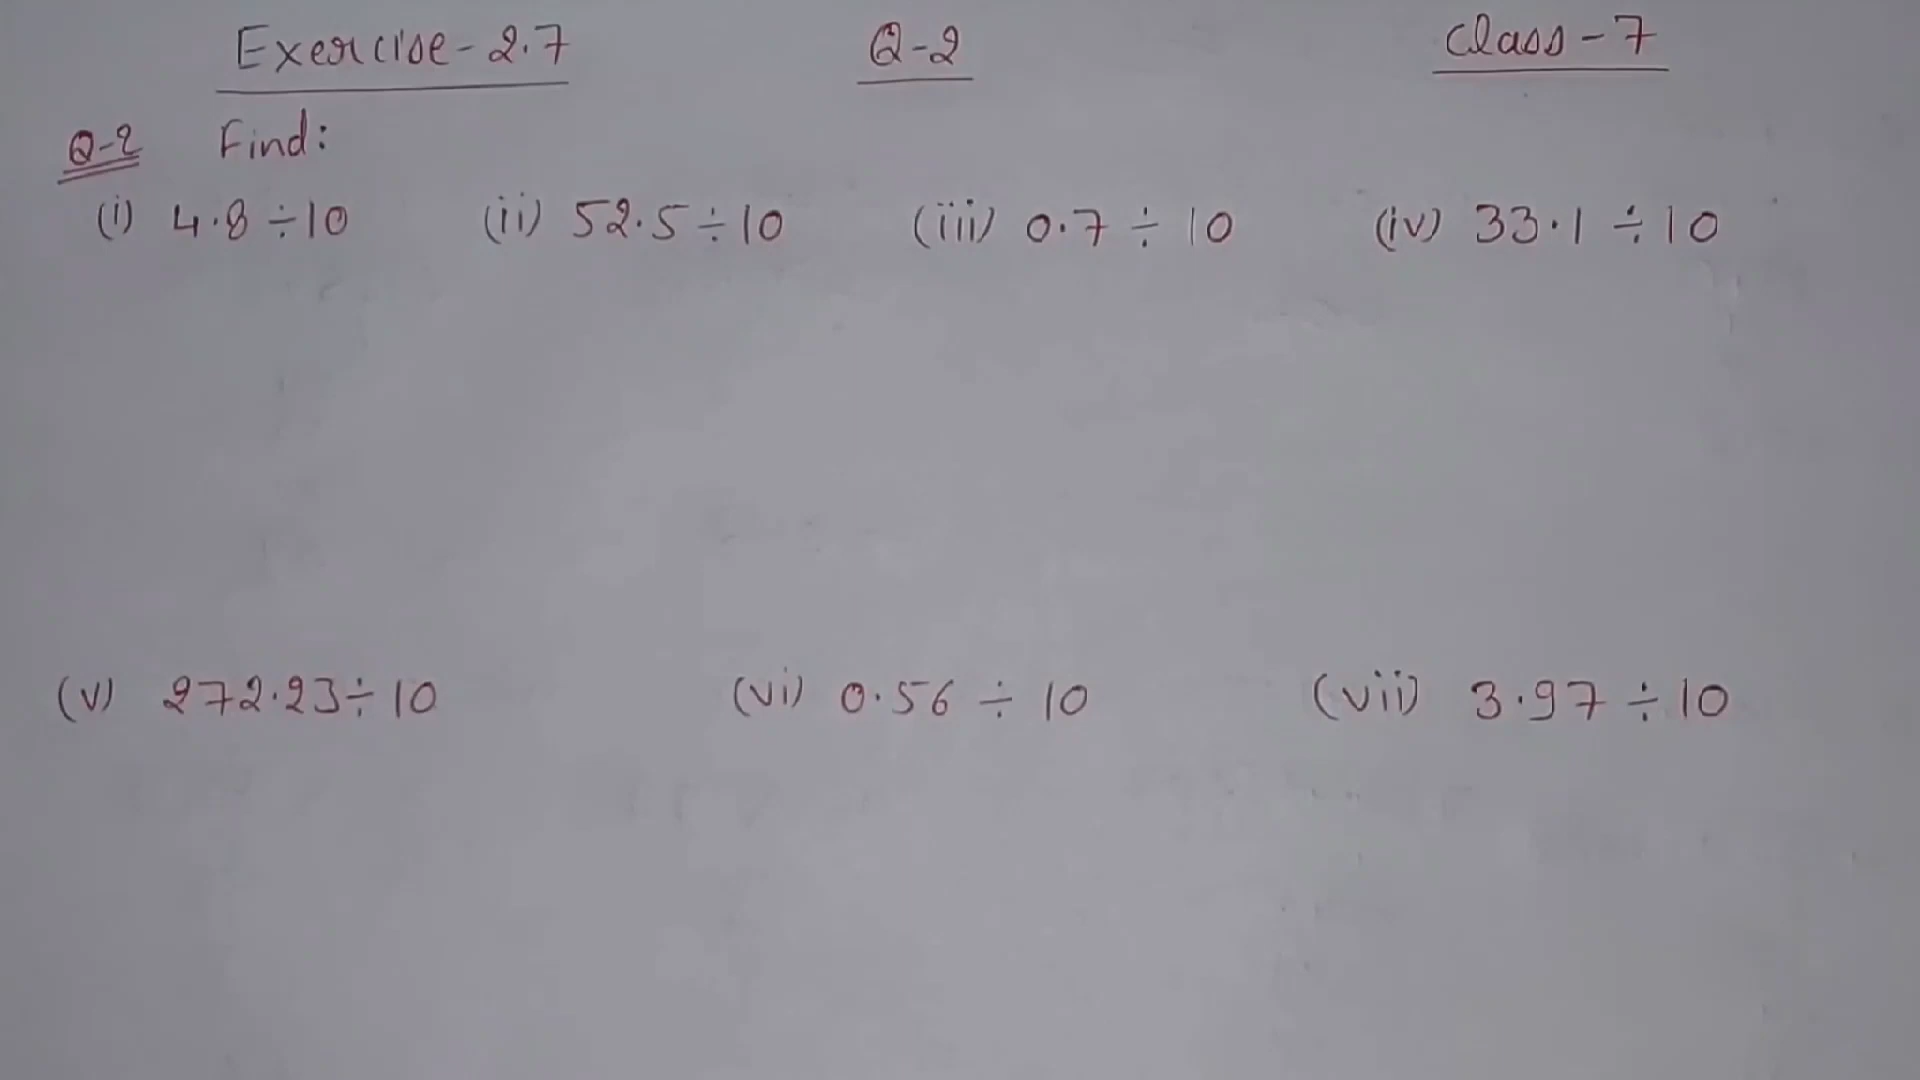 Exercise-2.7 Q-2 Class-7
Q-2 Find:
(i) 4.8÷10 (ii) 52.5÷10 (iii) 0.7÷10 (iv) 33.1÷10
(v) 272.23÷10 (vi) 0.56÷10 (vii) 3.97÷10